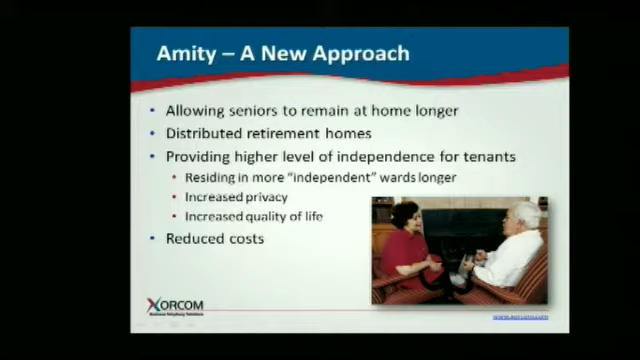 Amity – A New Approach
• Allowing seniors to remain at home longer
• Distributed retirement homes
• Providing higher level of independence for tenants
• Residing in more “independent” wards longer
• Increased privacy
• Increased quality of life
• Reduced costs
XORCOM